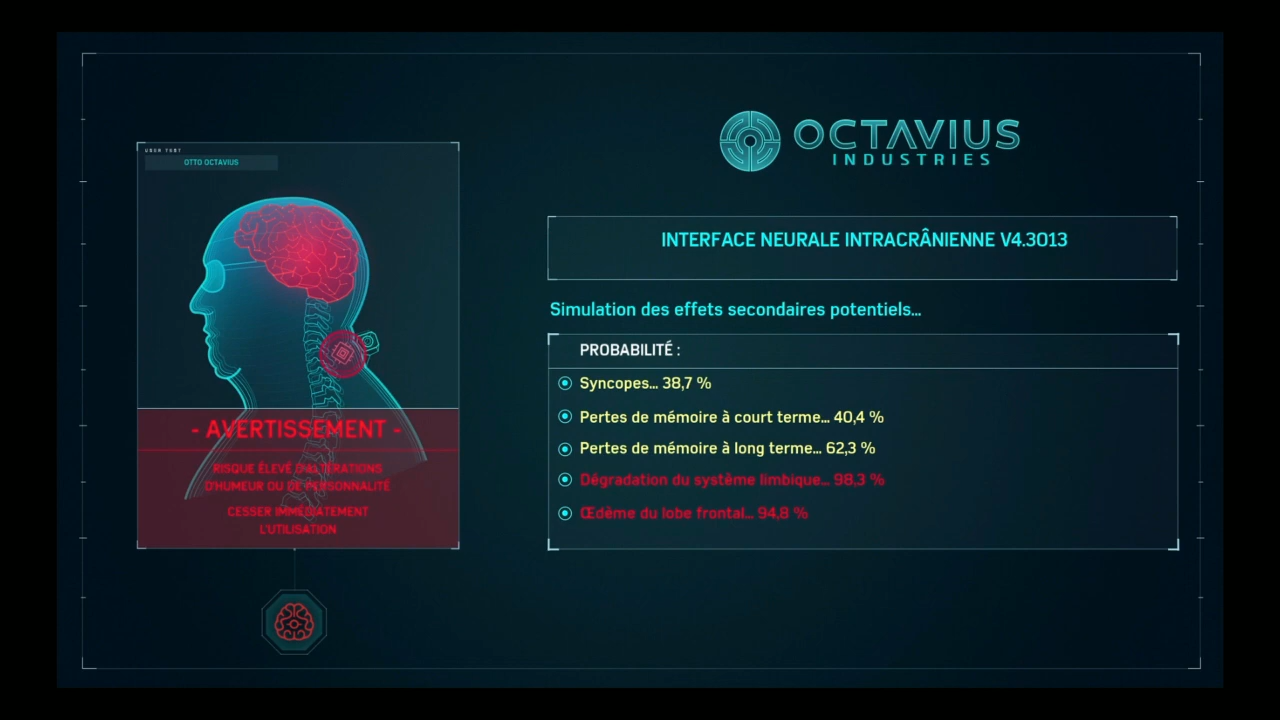 OCTAVIUS
INDUSTRIES
USER TEST
OTTO OCTAVIUS
- AVERTISSEMENT -
RISQUE ÉLEVÉ D'ALTÉRATIONS
D'HUMEUR OU DE PERSONNALITÉ
CESSER IMMÉDIATEMENT
L'UTILISATION
INTERFACE NEURALE INTRACRÂNIENNE V4.3013
Simulation des effets secondaires potentiels...
PROBABILITÉ :
Syncopes... 38,7 %
Pertes de mémoire à court terme... 40,4 %
Pertes de mémoire à long terme... 62,3 %
Dégradation du système limbique... 98,3 %
Œdème du lobe frontal... 94,8 %